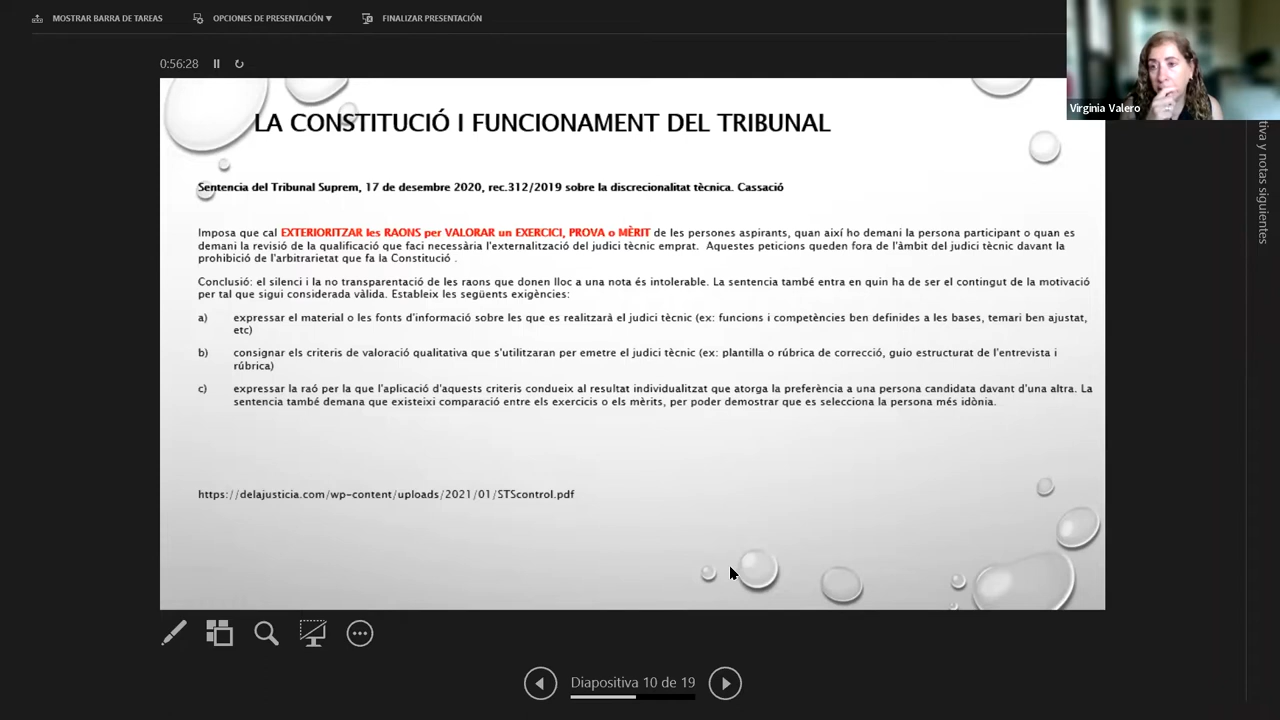 MOSTRAR BARRA DE TAREAS
OPCIONES DE PRESENTACIÓN ▼
FINALIZAR PRESENTACIÓN
0:56:28
Virginia Valero
LA CONSTITUCIÓ I FUNCIONAMENT DEL TRIBUNAL
Sentencia del Tribunal Suprem, 17 de desembre 2020, rec.312/2019 sobre la discrecionalitat tècnica. Cassació
Imposa que cal EXTERIORITZAR les RAONS per VALORAR un EXERCICI, PROVA o MÈRIT de les persones aspirants, quan així ho demani la persona participant o quan es
demani la revisió de la qualificació que faci necessària l'externalització del judici tècnic emprat. Aquestes peticions queden fora de l'àmbit del judici tècnic davant la
prohibició de l'arbitrarietat que fa la Constitució .
Conclusió: el silenci i la no transparentació de les raons que donen lloc a una nota és intolerable. La sentencia també entra en quin ha de ser el contingut de la motivació
per tal que sigui considerada vàlida. Estableix les següents exigències:
a) expressar el material o les fonts d'informació sobre les que es realitzarà el judici tècnic (ex: funcions i competències ben definides a les bases, temari ben ajustat,
etc)
b) consignar els criteris de valoració qualitativa que s'utilitzaran per emetre el judici tècnic (ex: plantilla o rúbrica de correcció, guio estructurat de l'entrevista i
rúbrica)
c) expressar la raó per la que l'aplicació d'aquests criteris condueix al resultat individualitzat que atorga la preferència a una persona candidata davant d'una altra. La
sentencia també demana que existeixi comparació entre els exercicis o els mèrits, per poder demostrar que es selecciona la persona més idònia.
https://delajusticia.com/wp-content/uploads/2021/01/STScontrol.pdf
tiva y notas siguientes
Diapositiva 10 de 19